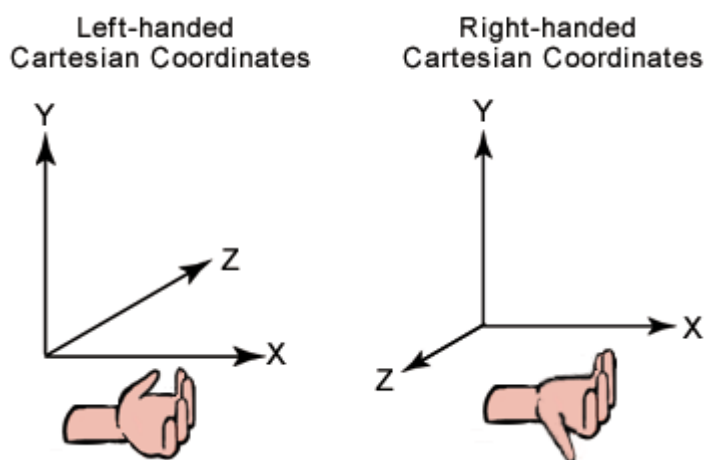 Left-handed
Cartesian Coordinates
Y
Z
X
Right-handed
Cartesian Coordinates
Y
X
Z